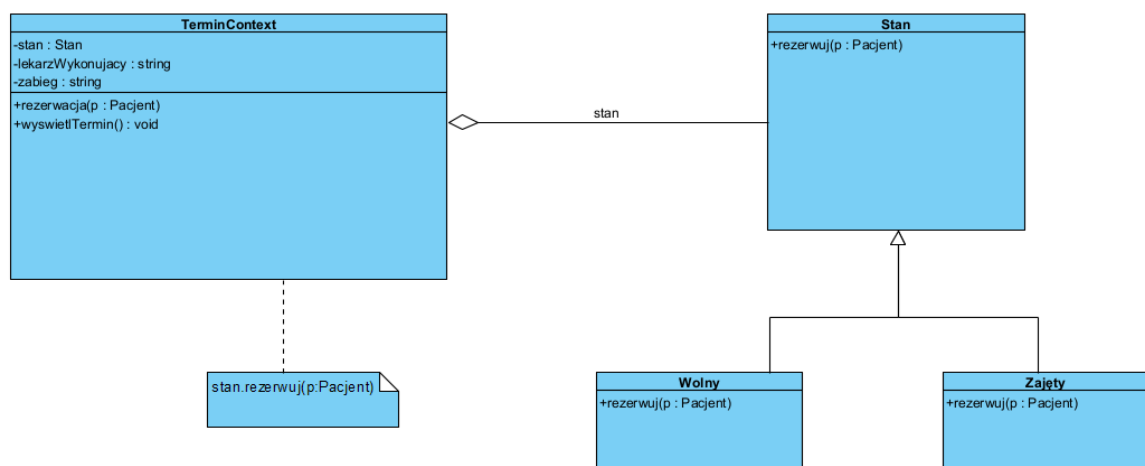 TerminContext
-stan : Stan
-lekarzWykonujacy : string
-zabieg : string
+rezerwacja(p : Pacjent)
+wyswietlTermin() : void
stan
Stan
+rezerwuj(p : Pacjent)
stan.rezerwuj(p:Pacjent)
Wolny
+rezerwuj(p : Pacjent)
Zajęty
+rezerwuj(p : Pacjent)